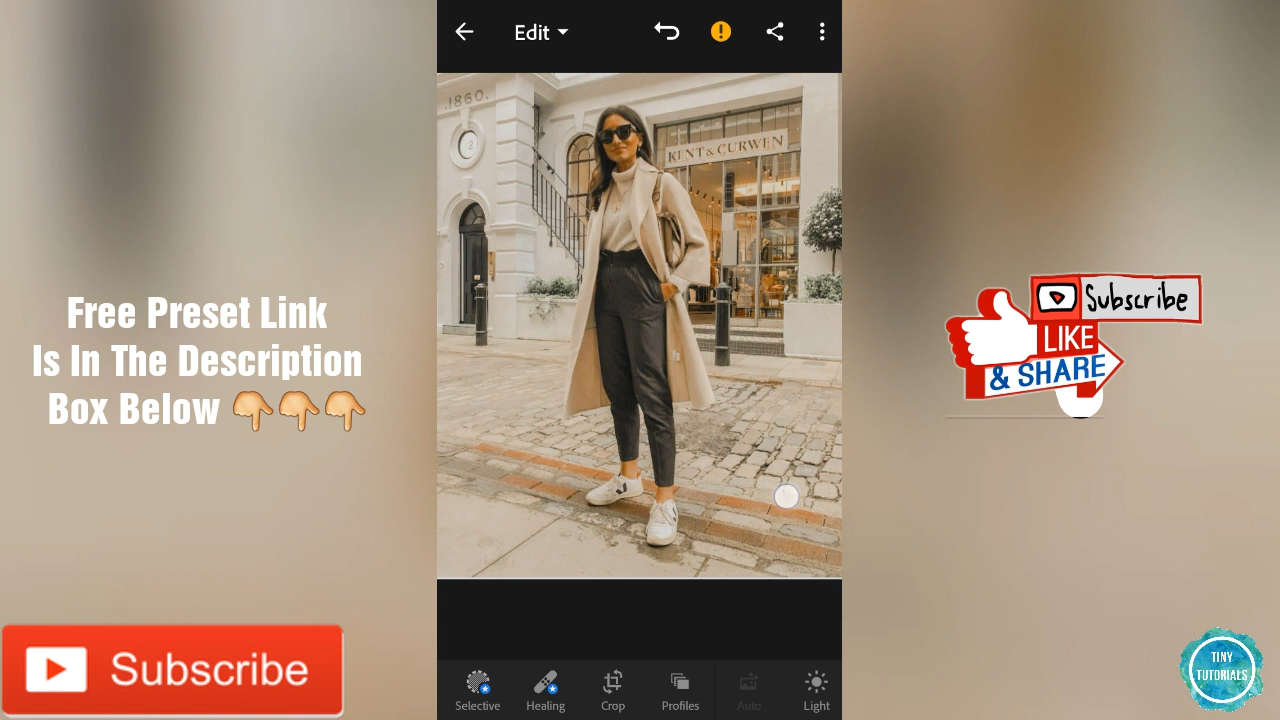 Edit
.1860.
2
KENT & CURWEN
Free Preset Link
Is In The Description
Box Below 👇👇👇
Subscribe
LIKE
& SHARE
Subscribe
Selective
Healing
Crop
Profiles
Auto
Light
TINY
TUTORIALS